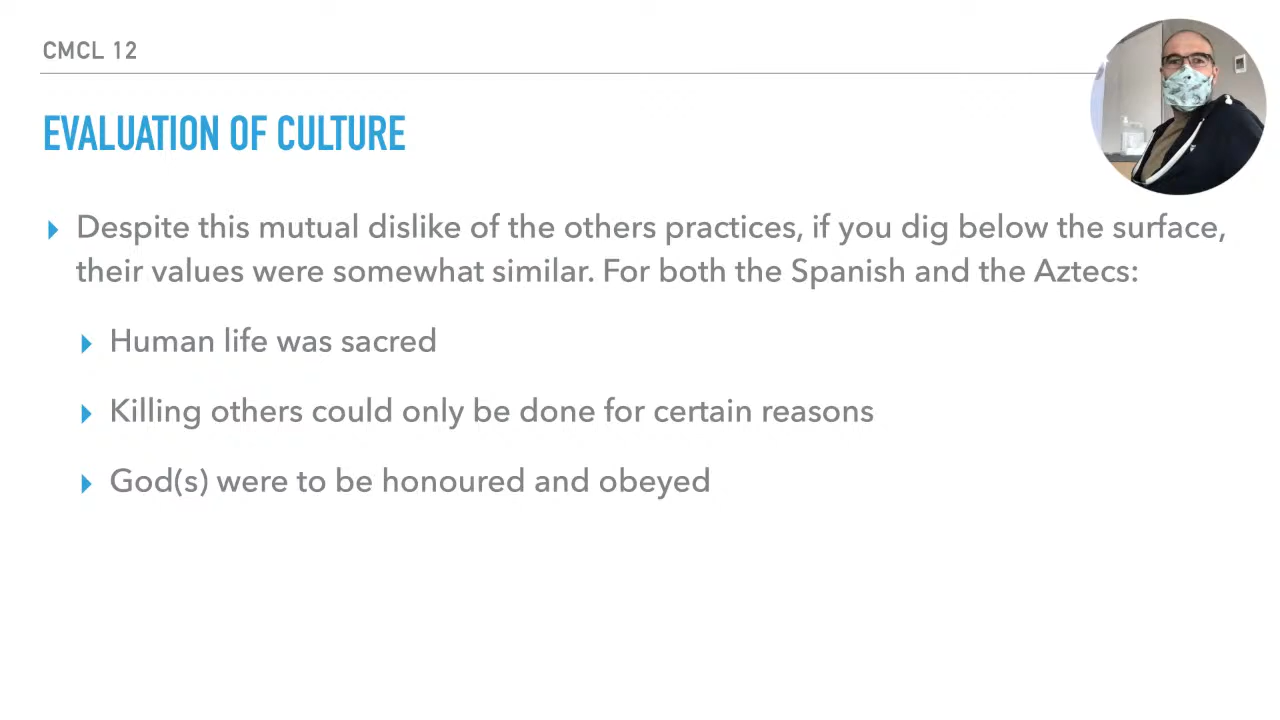 CMCL 12
EVALUATION OF CULTURE
Despite this mutual dislike of the others practices, if you dig below the surface,
their values were somewhat similar. For both the Spanish and the Aztecs:
Human life was sacred
Killing others could only be done for certain reasons
God(s) were to be honoured and obeyed